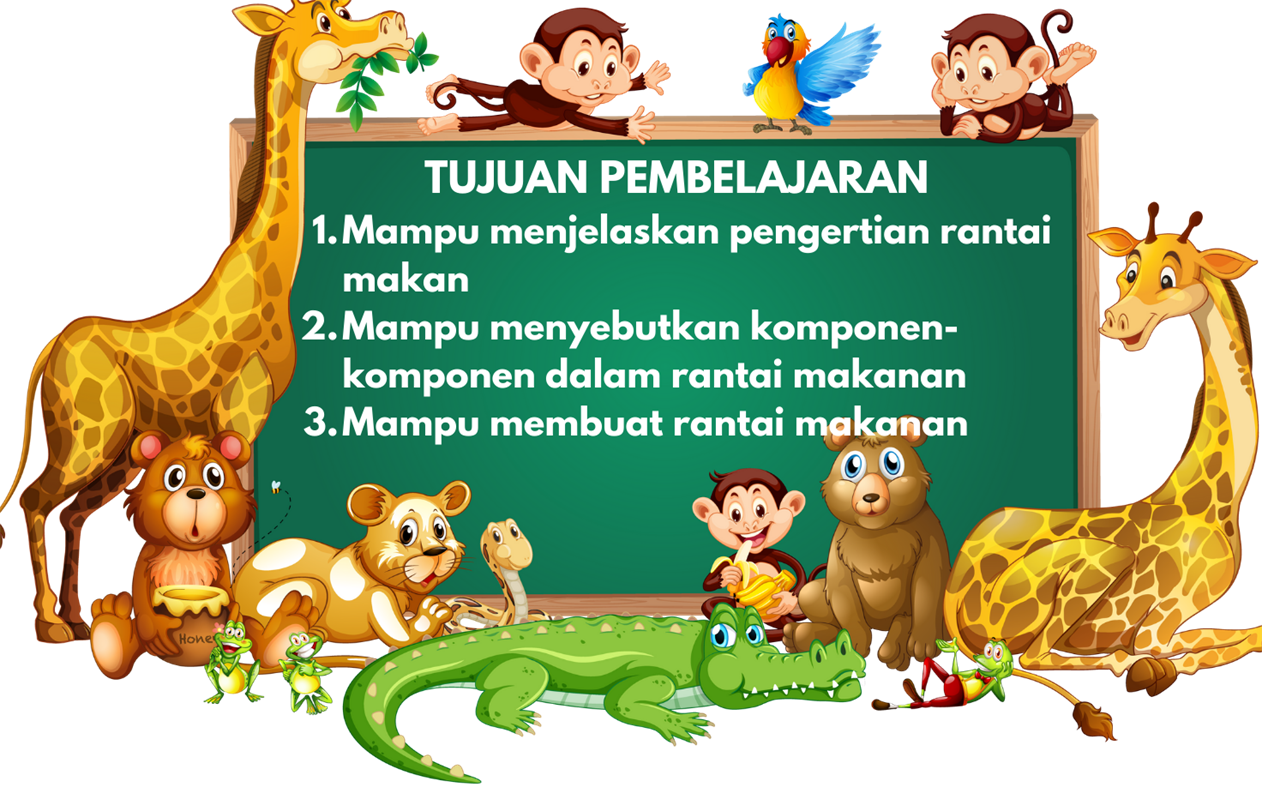 TUJUAN PEMBELAJARAN
1. Mampu menjelaskan pengertian rantai
makan
2. Mampu menyebutkan komponen-
komponen dalam rantai makanan
3. Mampu membuat rantai makanan
Hone